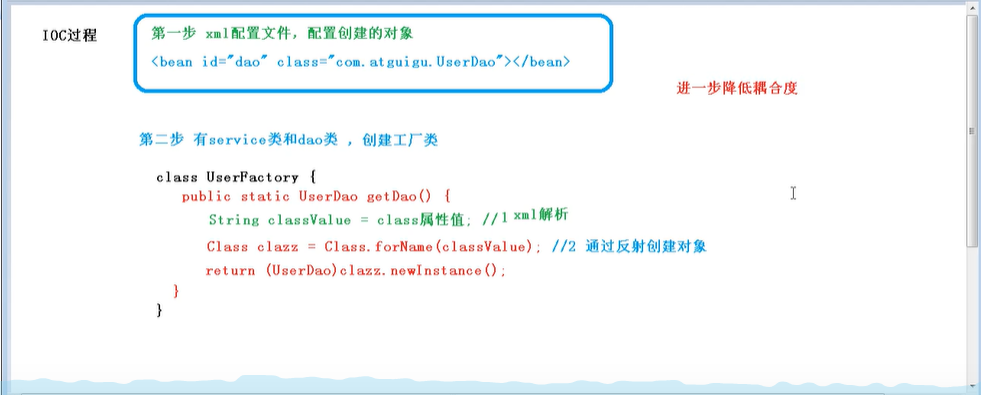 IOC过程
第一步 xml配置文件，配置创建的对象
<bean id="dao" class="com.atguigu.UserDao"></bean>
进一步降低耦合度
第二步 有service类和dao类 ，创建工厂类
class UserFactory {
public static UserDao getDao() {
String classValue = class属性值; //1 xml解析
Class clazz = Class.forName(classValue); //2 通过反射创建对象
return (UserDao)clazz.newInstance();
}
}